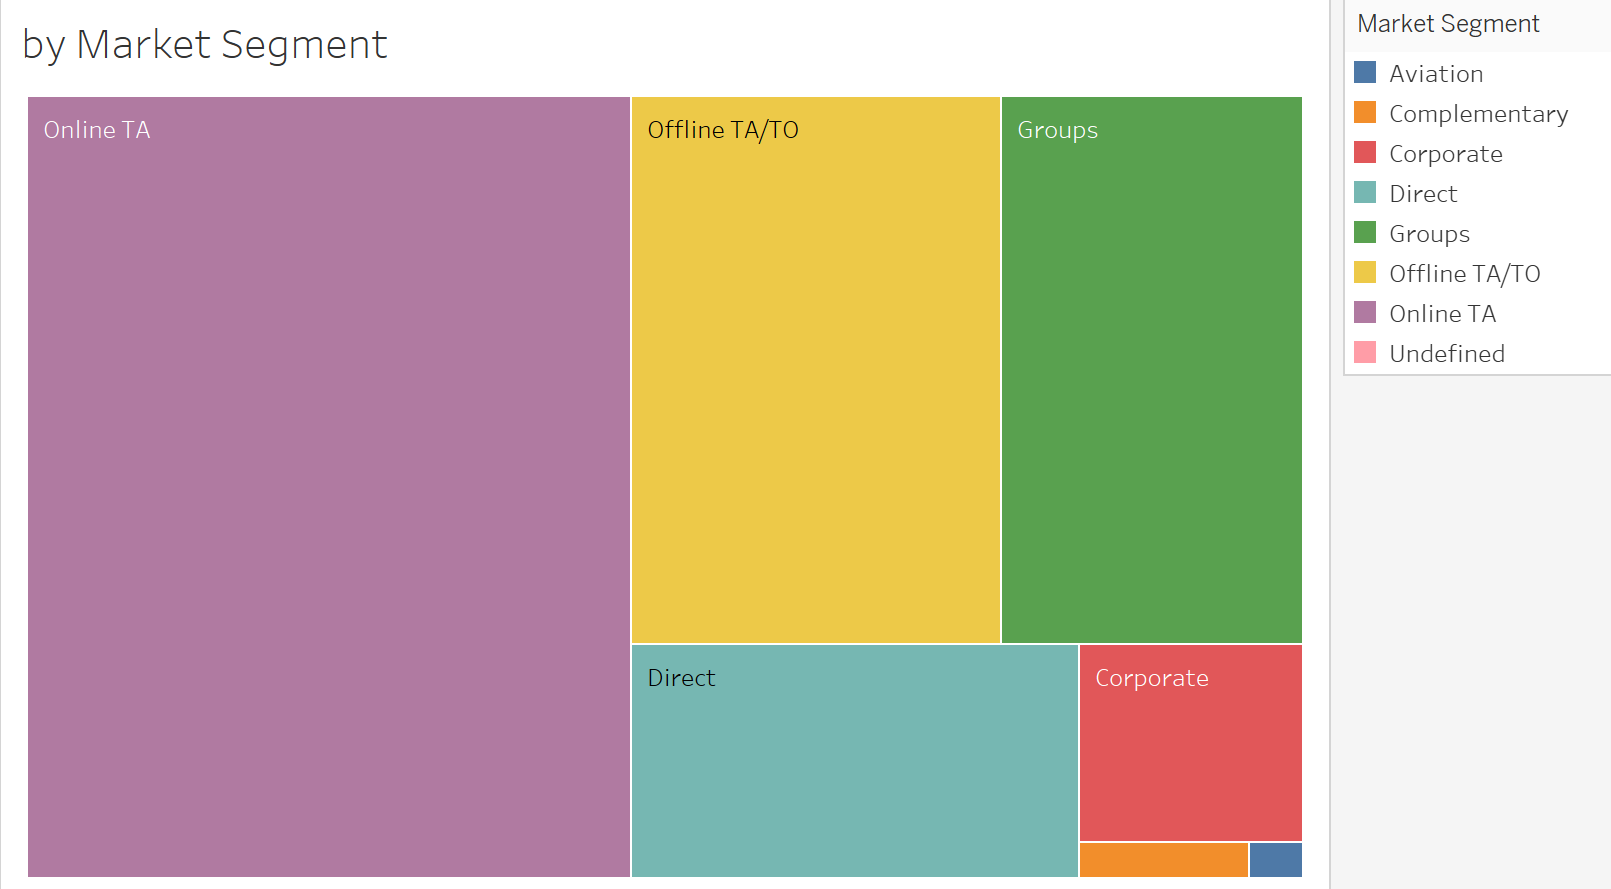 by Market Segment
Online TA
Offline TA/TO
Groups
Direct
Corporate
Market Segment
Aviation
Complementary
Corporate
Direct
Groups
Offline TA/TO
Online TA
Undefined